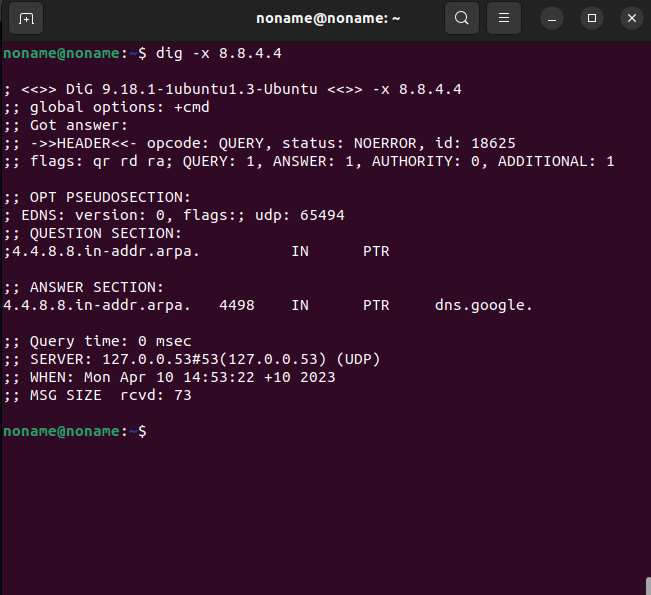 noname@noname: ~
noname@noname:~$ dig -x 8.8.4.4
; <<>> DiG 9.18.1-1ubuntu1.3-Ubuntu <<>> -x 8.8.4.4
;; global options: +cmd
;; Got answer:
;; ->>HEADER<<- opcode: QUERY, status: NOERROR, id: 18625
;; flags: qr rd ra; QUERY: 1, ANSWER: 1, AUTHORITY: 0, ADDITIONAL: 1
;; OPT PSEUDOSECTION:
; EDNS: version: 0, flags:; udp: 65494
;; QUESTION SECTION:
;4.4.8.8.in-addr.arpa. IN PTR
;; ANSWER SECTION:
4.4.8.8.in-addr.arpa. 4498 IN PTR dns.google.
;; Query time: 0 msec
;; SERVER: 127.0.0.53#53(127.0.0.53) (UDP)
;; WHEN: Mon Apr 10 14:53:22 +10 2023
;; MSG SIZE rcvd: 73
noname@noname:~$